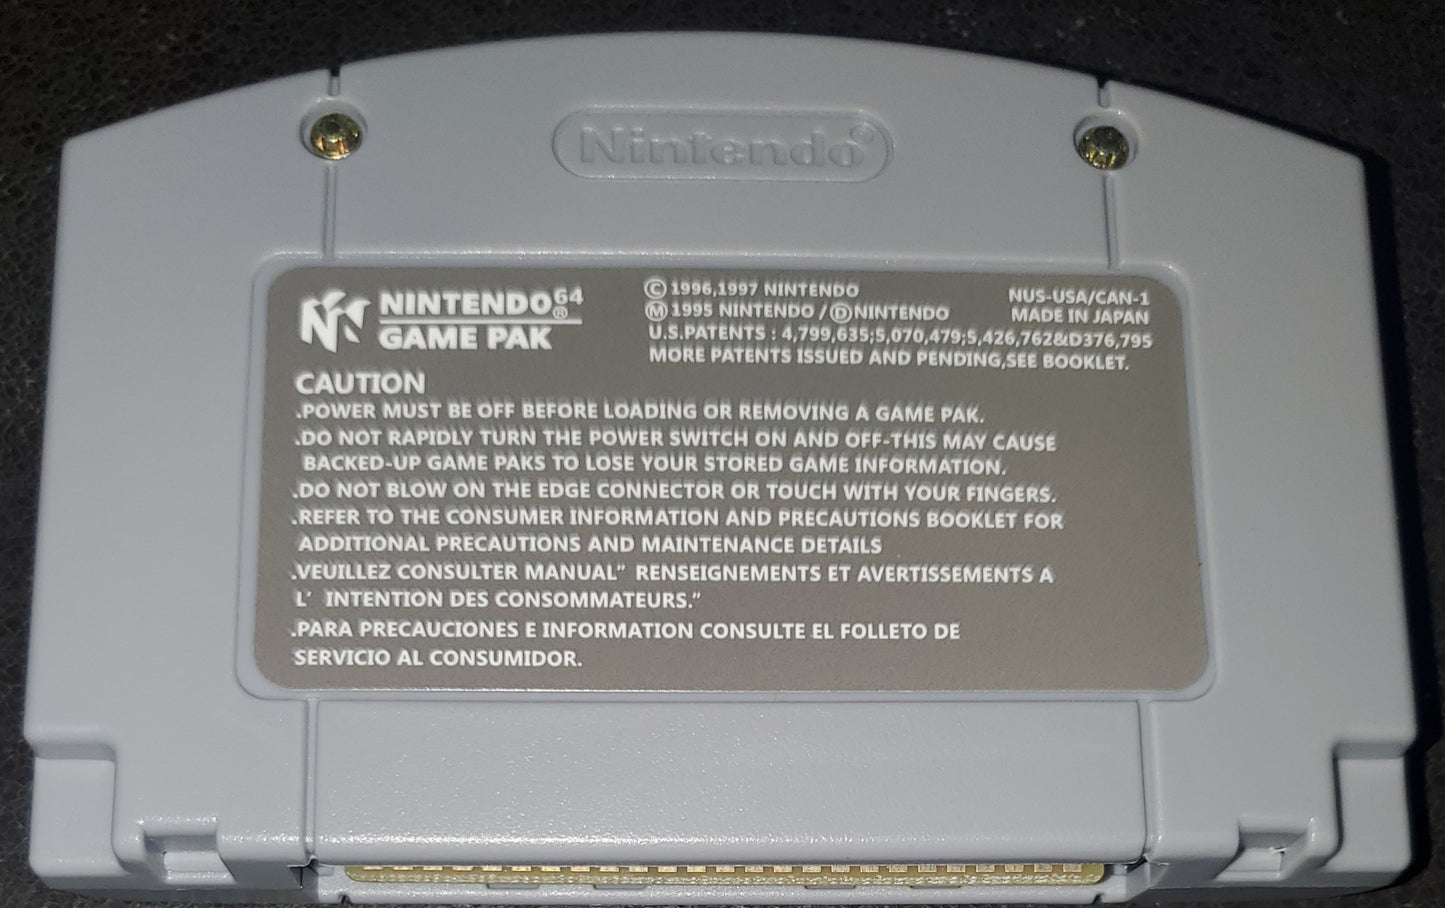 Nintendo®
NINTENDO64®
GAME PAK
Ⓒ1996,1997 NINTENDO
Ⓜ1995 NINTENDO / ⒹNINTENDO
U.S.PATENTS : 4,799,635;5,070,479;5,426,762&D376,795
MORE PATENTS ISSUED AND PENDING,SEE BOOKLET.
NUS-USA/CAN-1
MADE IN JAPAN
CAUTION
.POWER MUST BE OFF BEFORE LOADING OR REMOVING A GAME PAK.
.DO NOT RAPIDLY TURN THE POWER SWITCH ON AND OFF-THIS MAY CAUSE
BACKED-UP GAME PAKS TO LOSE YOUR STORED GAME INFORMATION.
.DO NOT BLOW ON THE EDGE CONNECTOR OR TOUCH WITH YOUR FINGERS.
.REFER TO THE CONSUMER INFORMATION AND PRECAUTIONS BOOKLET FOR
ADDITIONAL PRECAUTIONS AND MAINTENANCE DETAILS
.VEUILLEZ CONSULTER MANUAL” RENSEIGNEMENTS ET AVERTISSEMENTS A
L’ INTENTION DES CONSOMMATEURS.”
.PARA PRECAUCIONES E INFORMATION CONSULTE EL FOLLETO DE
SERVICIO AL CONSUMIDOR.